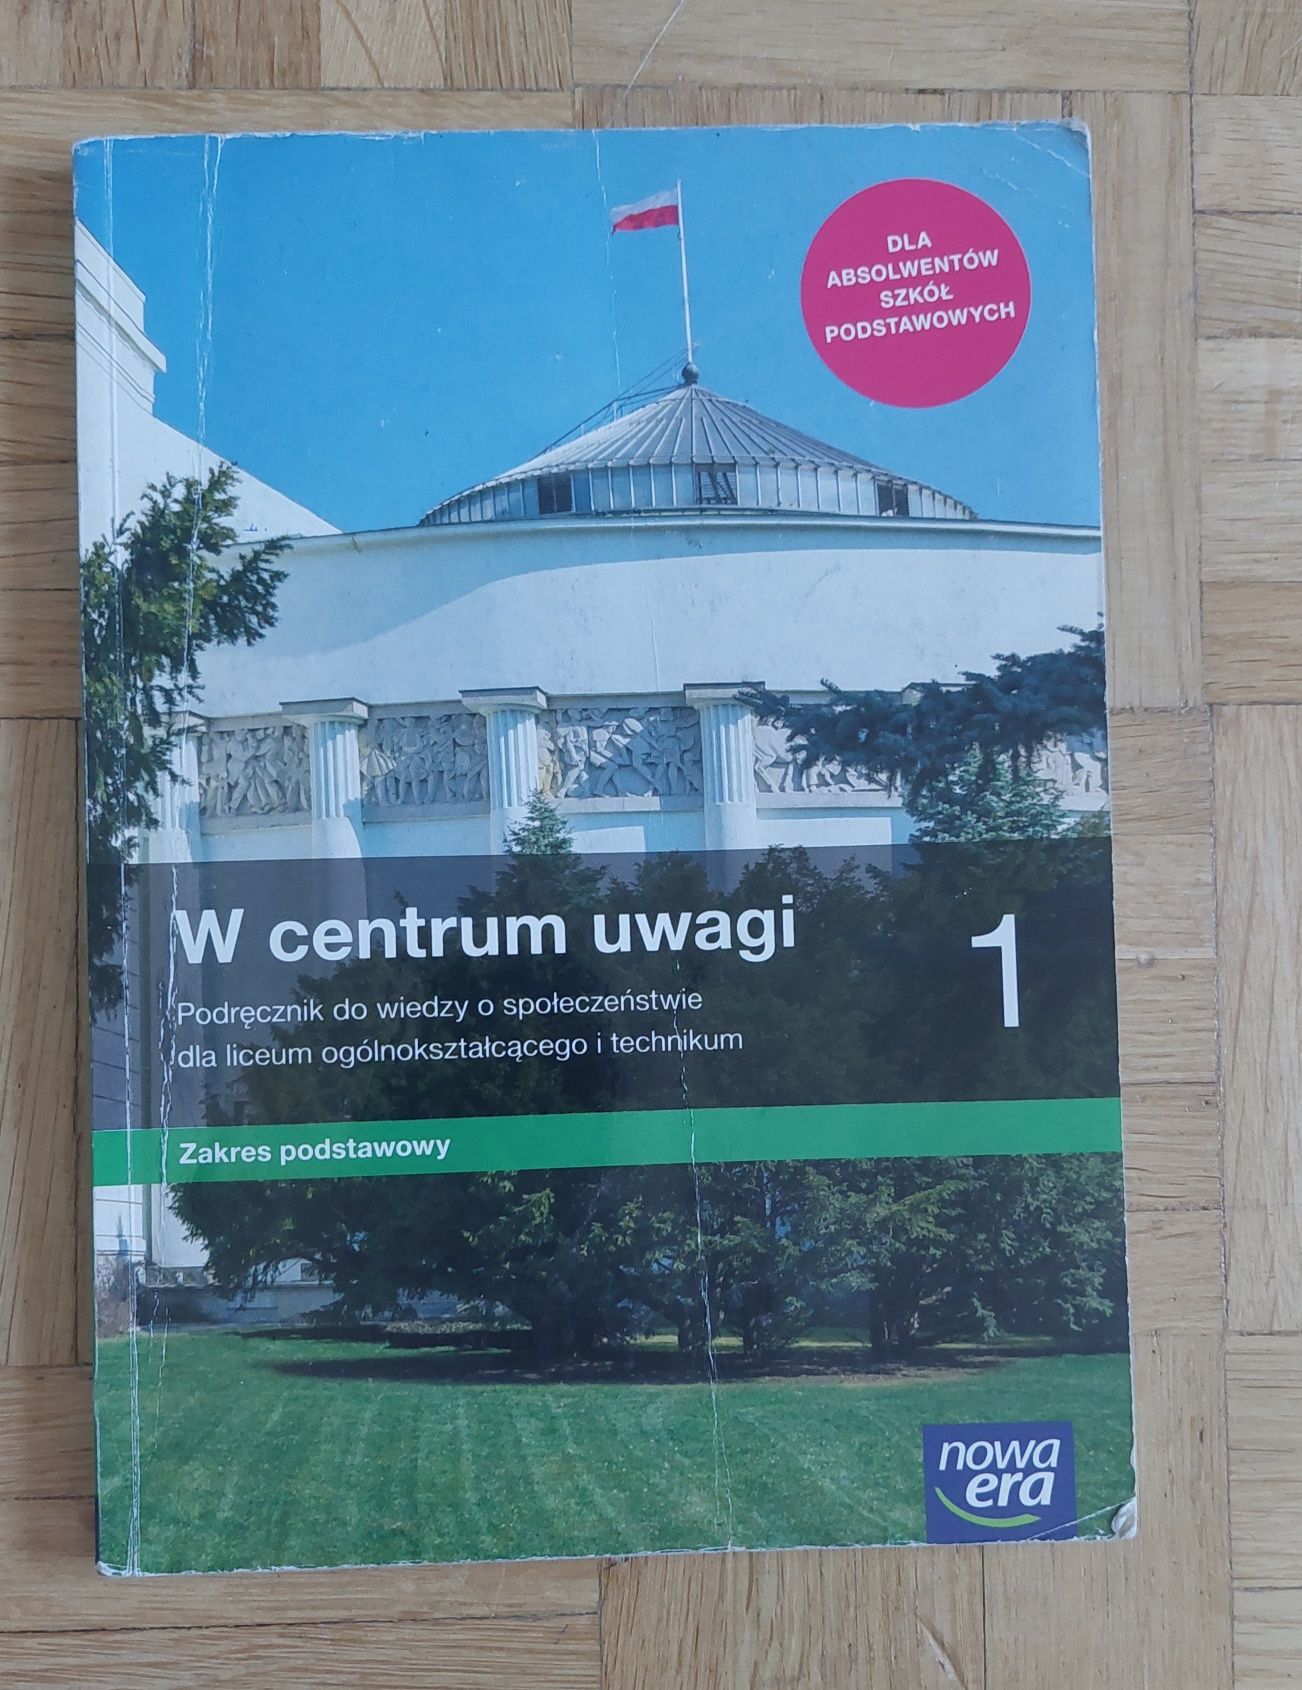 DLA
ABSOLWENTÓW
SZKÓŁ
PODSTAWOWYCH
W centrum uwagi
1
Podręcznik do wiedzy o społeczeństwie
dla liceum ogólnokształcącego i technikum
Zakres podstawowy
nowa
era